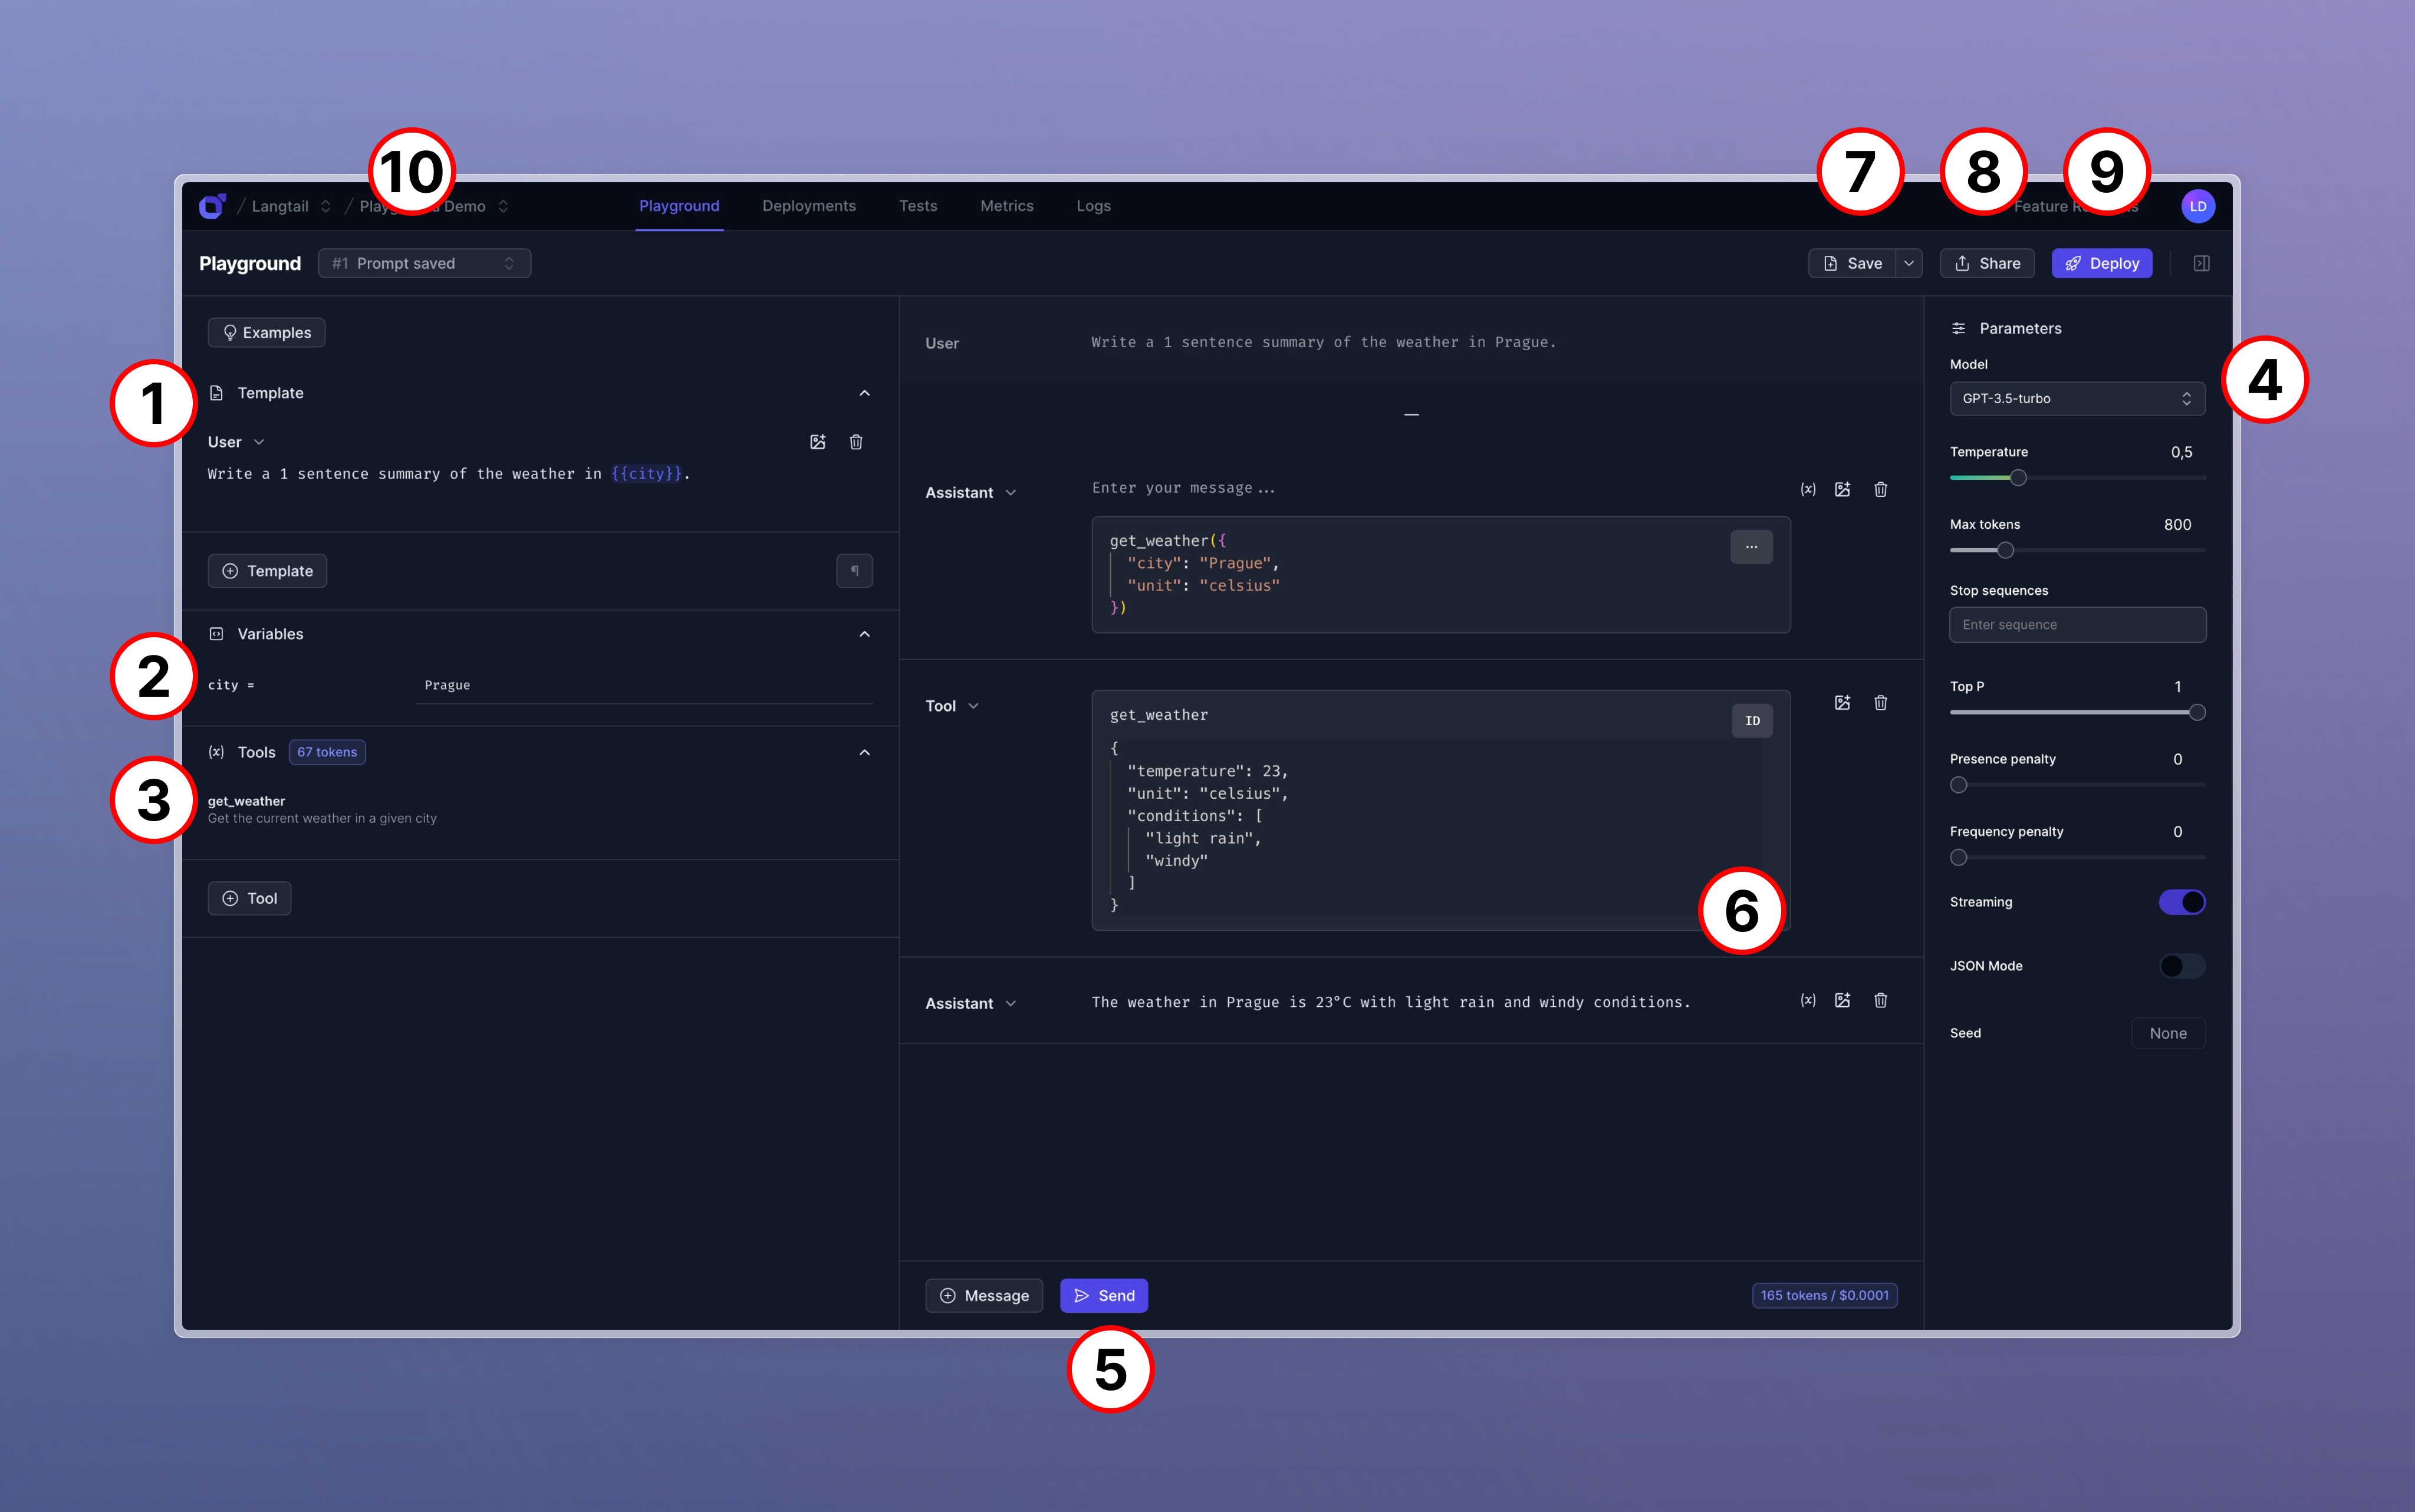 10
7
8
9
/ Langtail / Playground Demo
Playground
Deployments
Tests
Metrics
Logs
LD
Playground
#1 Prompt saved
Save
Share
Deploy
Examples
1
Template
User
Write a 1 sentence summary of the weather in {{city}}.
Template
¶
2
Variables
city =
Prague
3
Tools
67 tokens
get_weather
Get the current weather in a given city
Tool
User
Write a 1 sentence summary of the weather in Prague.
—
Assistant
Enter your message...
get_weather({
"city": "Prague",
"unit": "celsius"
})
...
Tool
get_weather
ID
{
"temperature": 23,
"unit": "celsius",
"conditions": [
"light rain",
"windy"
]
}
6
Assistant
The weather in Prague is 23°C with light rain and windy conditions.
(x)
Message
Send
165 tokens / $0.0001
5
Parameters
4
Model
GPT-3.5-turbo
Temperature
0,5
Max tokens
800
Stop sequences
Enter sequence
Top P
1
Presence penalty
0
Frequency penalty
0
Streaming
JSON Mode
Seed
None